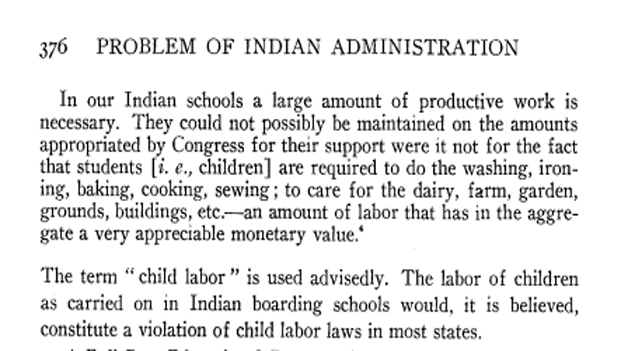 376 PROBLEM OF INDIAN ADMINISTRATION
In our Indian schools a large amount of productive work is
necessary. They could not possibly be maintained on the amounts
appropriated by Congress for their support were it not for the fact
that students [i. e., children] are required to do the washing, iron-
ing, baking, cooking, sewing; to care for the dairy, farm, garden,
grounds, buildings, etc.—an amount of labor that has in the aggre-
gate a very appreciable monetary value.⁴
The term “child labor” is used advisedly. The labor of children
as carried on in Indian boarding schools would, it is believed,
constitute a violation of child labor laws in most states.